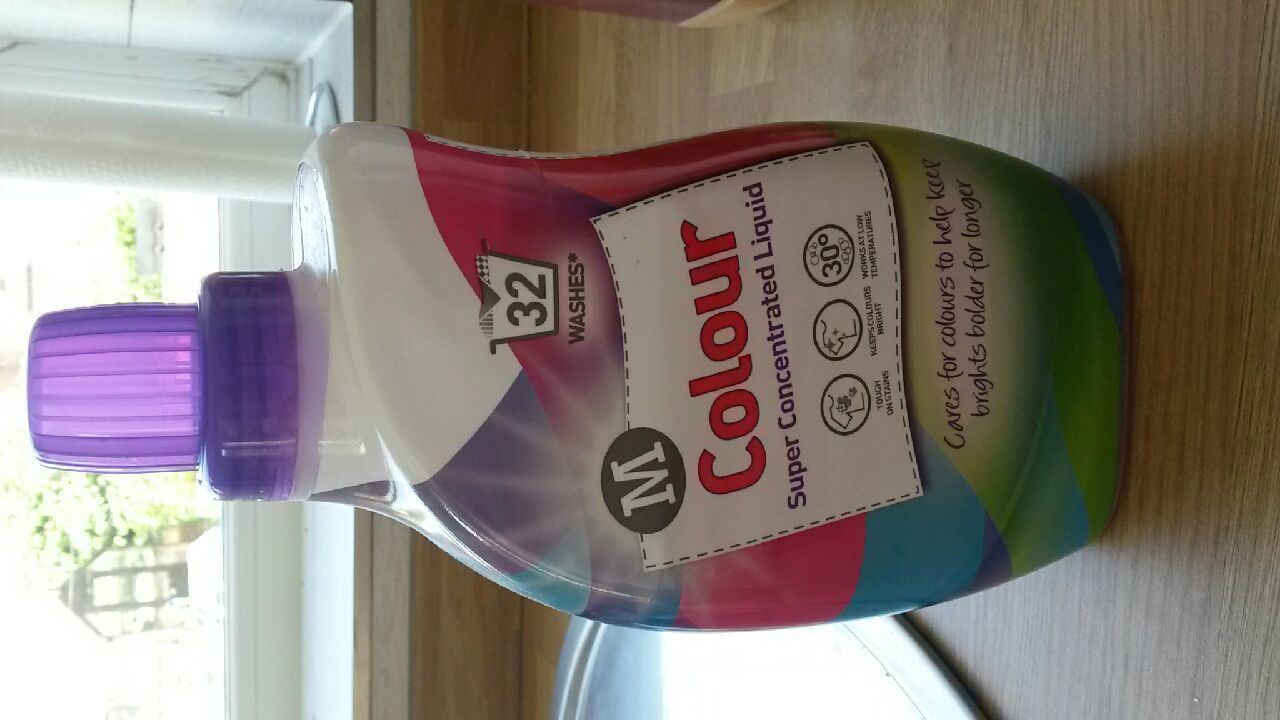 32
WASHES*
M
Colour
Super Concentrated Liquid
TOUGH
ON STAINS
KEEPS COLOURS
BRIGHT
30°
WORKS AT LOW
TEMPERATURES
Cares for colours to help keep
brights bolder for longer